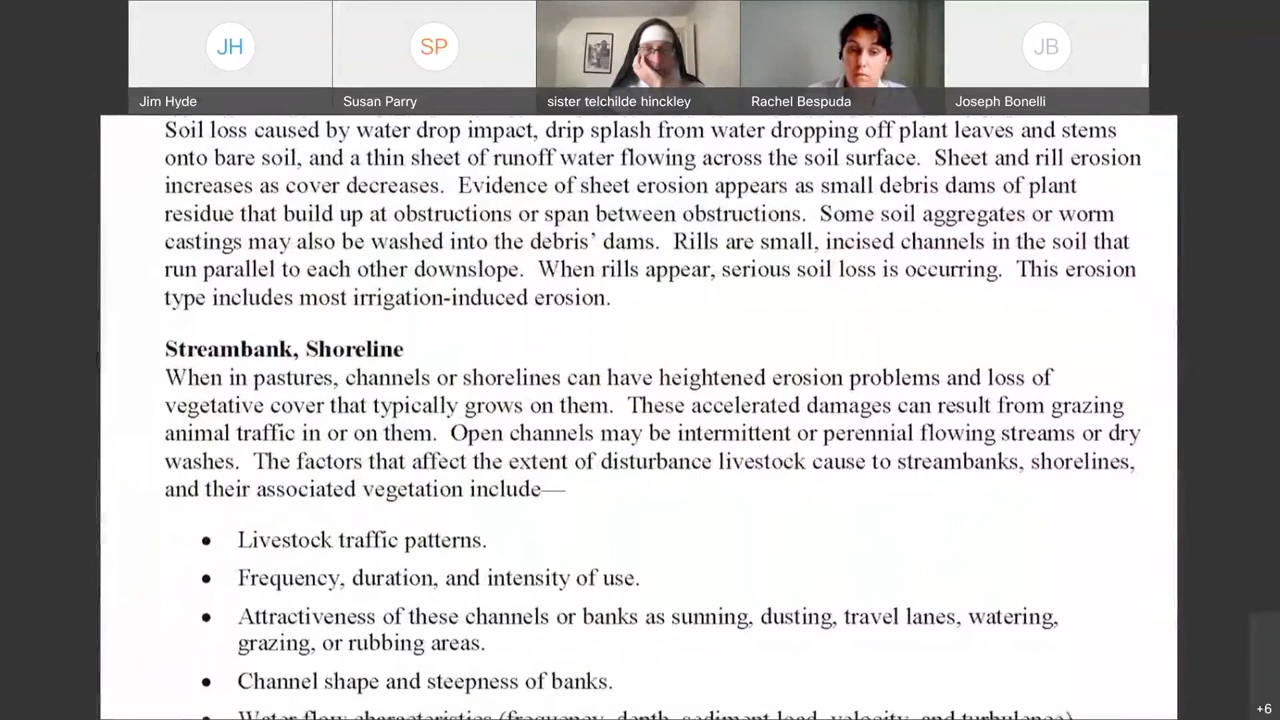 JH
SP
JB
Jim Hyde
Susan Parry
sister telchilde hinckley
Rachel Bespuda
Joseph Bonelli
Soil loss caused by water drop impact, drip splash from water dropping off plant leaves and stems
onto bare soil, and a thin sheet of runoff water flowing across the soil surface.  Sheet and rill erosion
increases as cover decreases.  Evidence of sheet erosion appears as small debris dams of plant
residue that build up at obstructions or span between obstructions.  Some soil aggregates or worm
castings may also be washed into the debris’ dams.  Rills are small, incised channels in the soil that
run parallel to each other downslope.  When rills appear, serious soil loss is occurring.  This erosion
type includes most irrigation-induced erosion.
Streambank, Shoreline
When in pastures, channels or shorelines can have heightened erosion problems and loss of
vegetative cover that typically grows on them.  These accelerated damages can result from grazing
animal traffic in or on them.  Open channels may be intermittent or perennial flowing streams or dry
washes.  The factors that affect the extent of disturbance livestock cause to streambanks, shorelines,
and their associated vegetation include—
• Livestock traffic patterns.
• Frequency, duration, and intensity of use.
• Attractiveness of these channels or banks as sunning, dusting, travel lanes, watering,
grazing, or rubbing areas.
• Channel shape and steepness of banks.
• Water flow characteristics (frequency, depth, sediment load, velocity, and turbulence)
+6